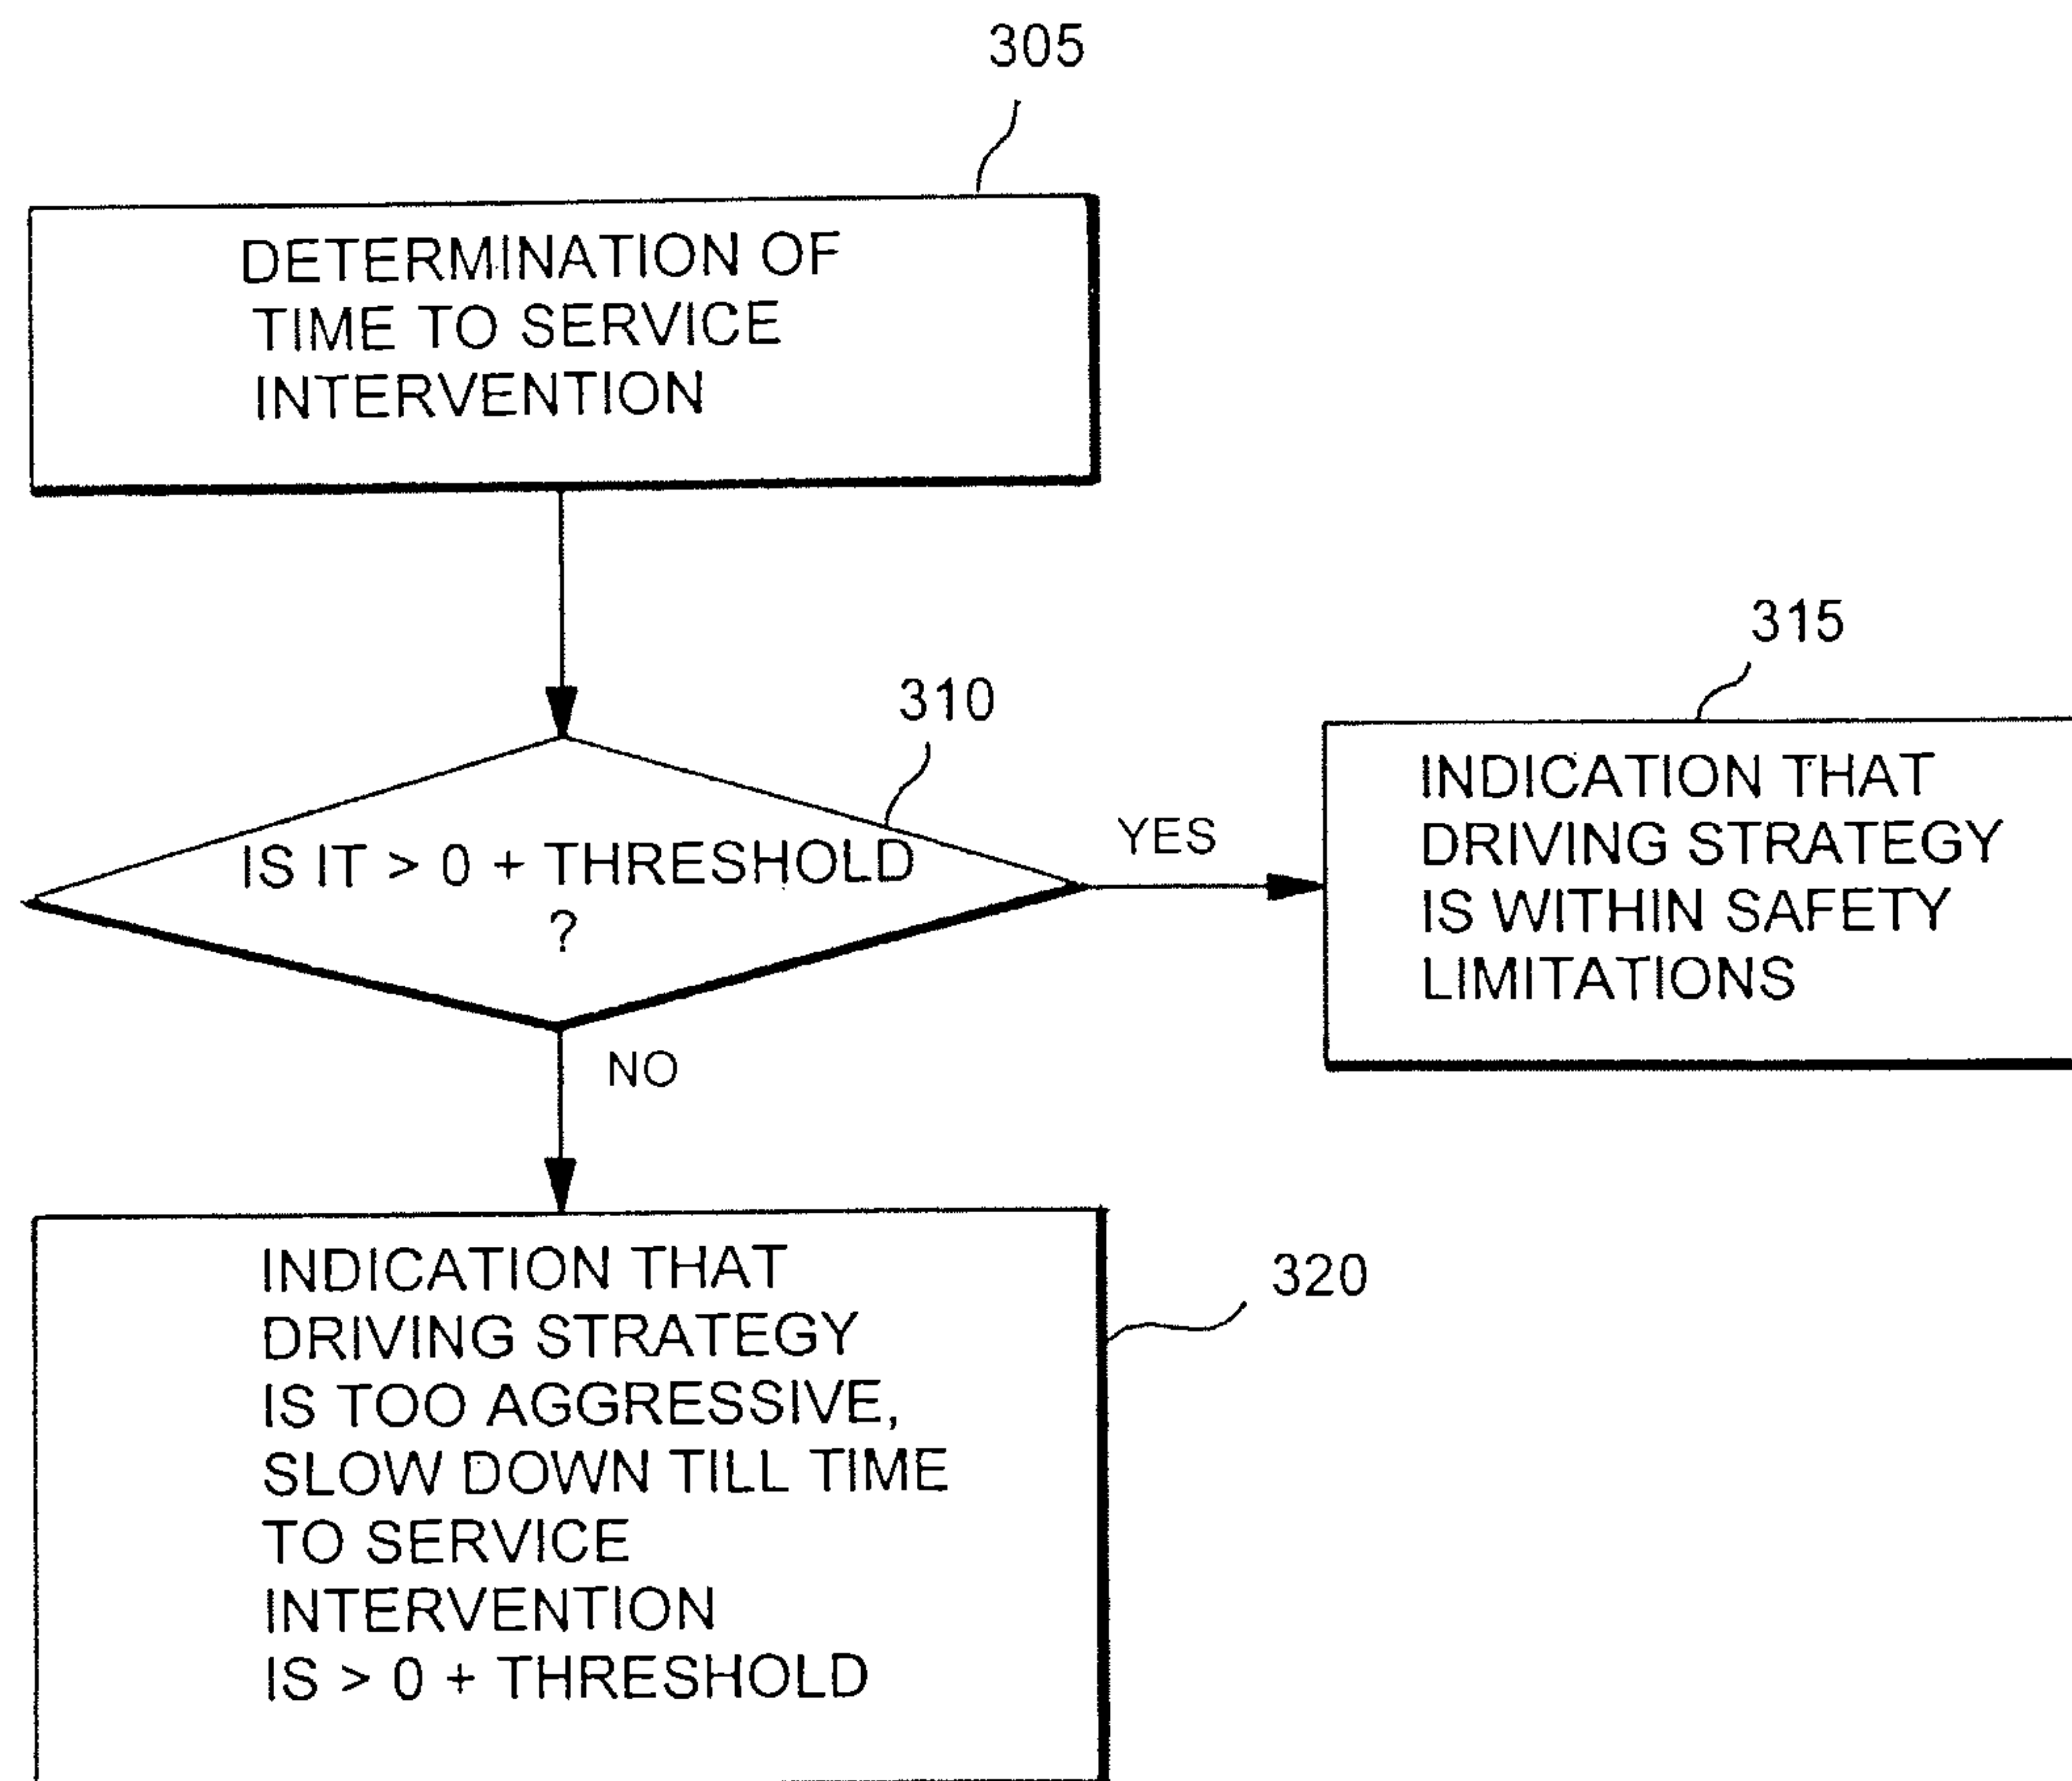 305
DETERMINATION OF
TIME TO SERVICE
INTERVENTION
310
IS IT > 0 + THRESHOLD
?
YES
315
INDICATION THAT
DRIVING STRATEGY
IS WITHIN SAFETY
LIMITATIONS
NO
320
INDICATION THAT
DRIVING STRATEGY
IS TOO AGGRESSIVE,
SLOW DOWN TILL TIME
TO SERVICE
INTERVENTION
IS > 0 + THRESHOLD